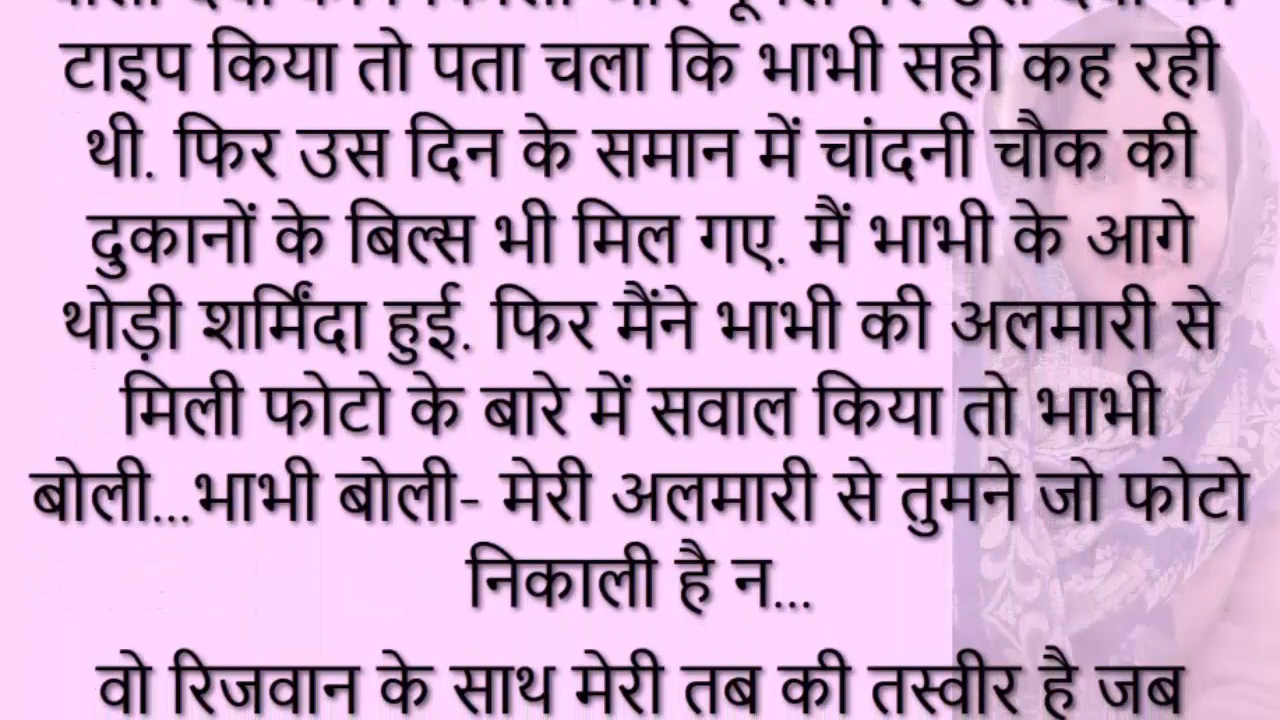 टाइप किया तो पता चला कि भाभी सही कह रही
थी. फिर उस दिन के समान में चांदनी चौक की
दुकानों के बिल्स भी मिल गए. मैं भाभी के आगे
थोड़ी शर्मिंदा हुई. फिर मैंने भाभी की अलमारी से
मिली फोटो के बारे में सवाल किया तो भाभी
बोली...भाभी बोली- मेरी अलमारी से तुमने जो फोटो
निकाली है न...
वो रिजवान के साथ मेरी तब की तस्वीर है जब